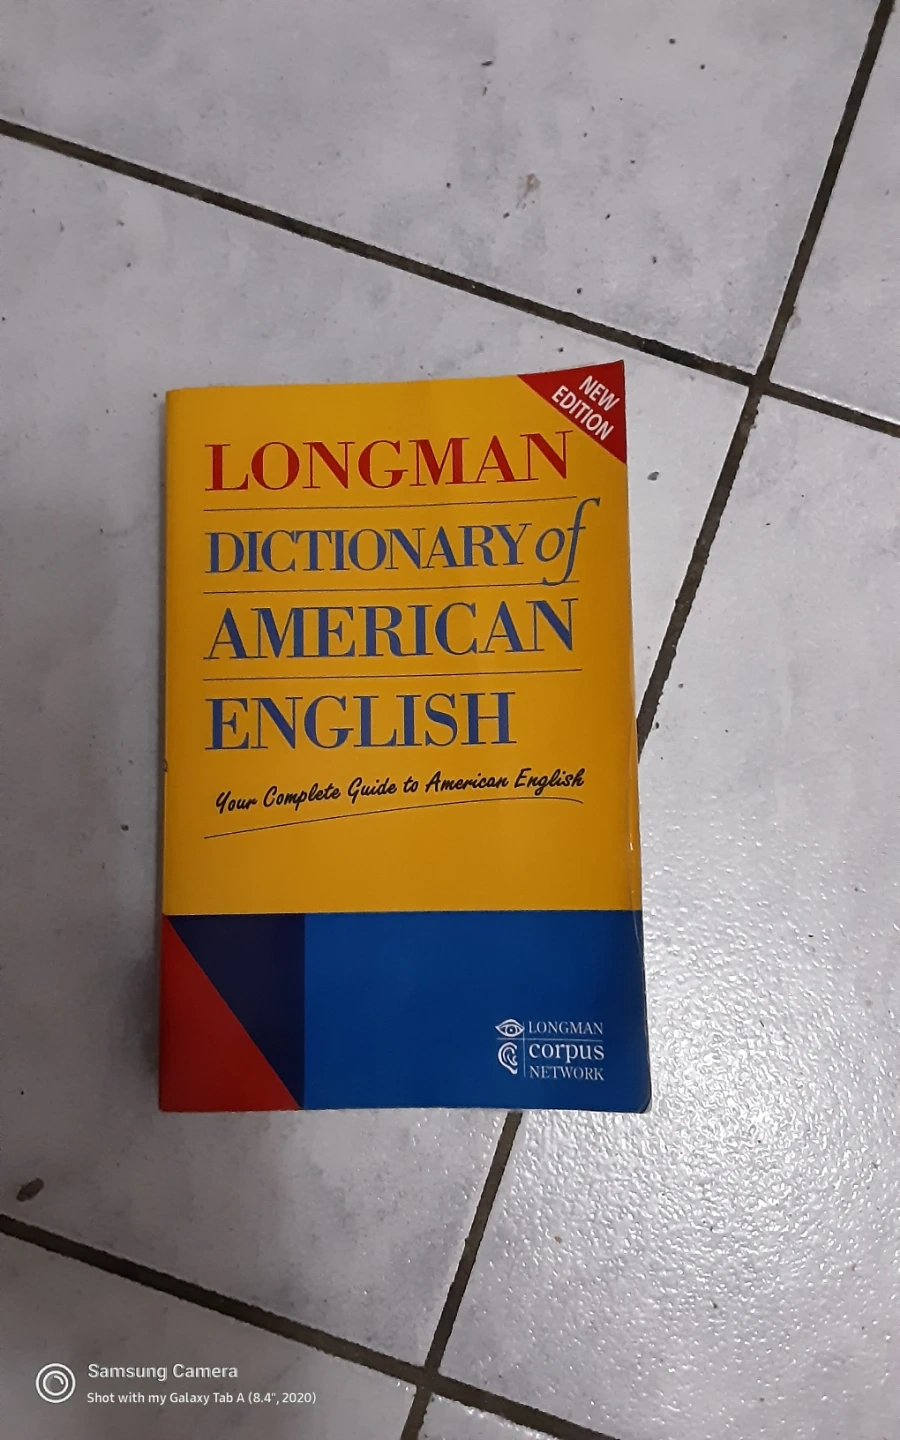 NEW
EDITION
LONGMAN
DICTIONARY of
AMERICAN
ENGLISH
Your Complete Guide to American English
LONGMAN
corpus
NETWORK
Samsung Camera
Shot with my Galaxy Tab A (8.4", 2020)